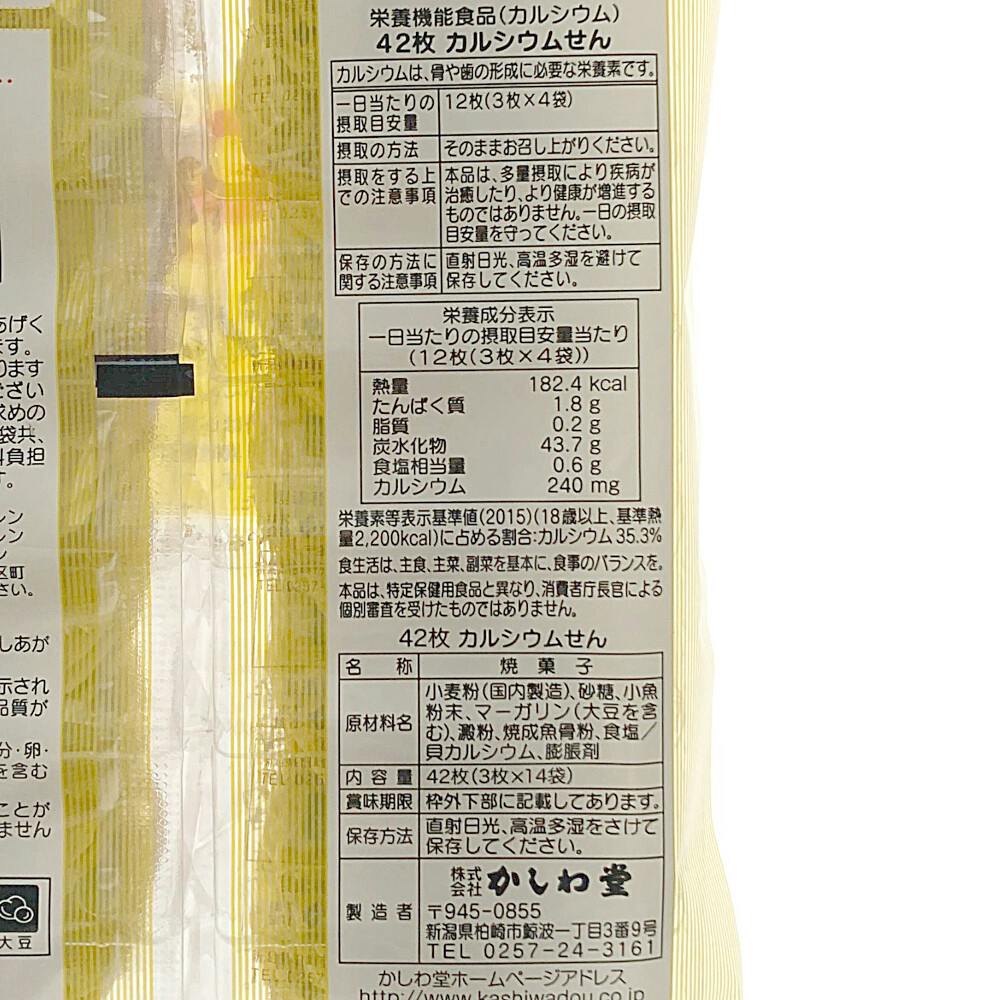 栄養機能食品(カルシウム)
42枚 カルシウムせん
カルシウムは、骨や歯の形成に必要な栄養素です。
一日当たりの摂取目安量 12枚(3枚×4袋)
摂取の方法 そのままお召し上がりください。
摂取をする上での注意事項
本品は、多量摂取により疾病が
治癒したり、より健康が増進する
ものではありません。一日の摂取
目安量を守ってください。
保存の方法に関する注意事項
直射日光、高温多湿を避けて
保存してください。
栄養成分表示
一日当たりの摂取目安量当たり
(12枚(3枚×4袋))
熱量 182.4 kcal
たんぱく質 1.8 g
脂質 0.2 g
炭水化物 43.7 g
食塩相当量 0.6 g
カルシウム 240 mg
栄養素等表示基準値(2015)(18歳以上、基準熱
量2,200kcal)に占める割合:カルシウム 35.3%
食生活は、主食、主菜、副菜を基本に、食事のバランスを。
本品は、特定保健用食品と異なり、消費者庁長官による
個別審査を受けたものではありません。
42枚 カルシウムせん
名称 焼菓子
原材料名
小麦粉(国内製造)、砂糖、小魚
粉末、マーガリン(大豆を含
む)、澱粉、焼成魚骨粉、食塩/
貝カルシウム、膨脹剤
内容量 42枚(3枚×14袋)
賞味期限 枠外下部に記載してあります。
保存方法
直射日光、高温多湿をさけて
保存してください。
製造者
株式会社 かしわ堂
〒945-0855
新潟県柏崎市鯨波一丁目3番9号
TEL 0257-24-3161
かしわ堂ホームページアドレス
http://www.kashiwadou.co.jp
あげく
ます。
ります
ござい
求めの
袋共、
料負担
す。
レン
レン
区町
さい。
しあが
示され
品質が
分・卵・
を含む
ことが
ません
大豆